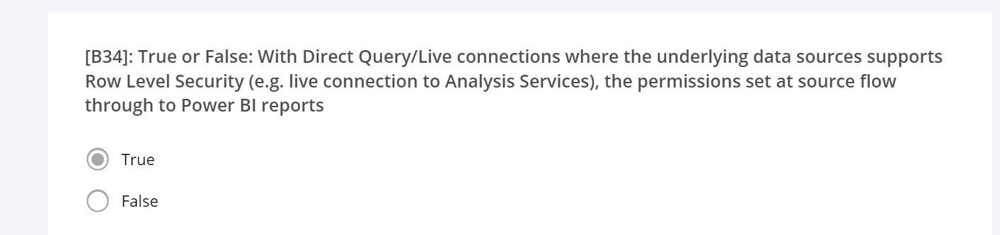 [B34]: True or False: With Direct Query/Live connections where the underlying data sources supports
Row Level Security (e.g. live connection to Analysis Services), the permissions set at source flow
through to Power BI reports
True
False